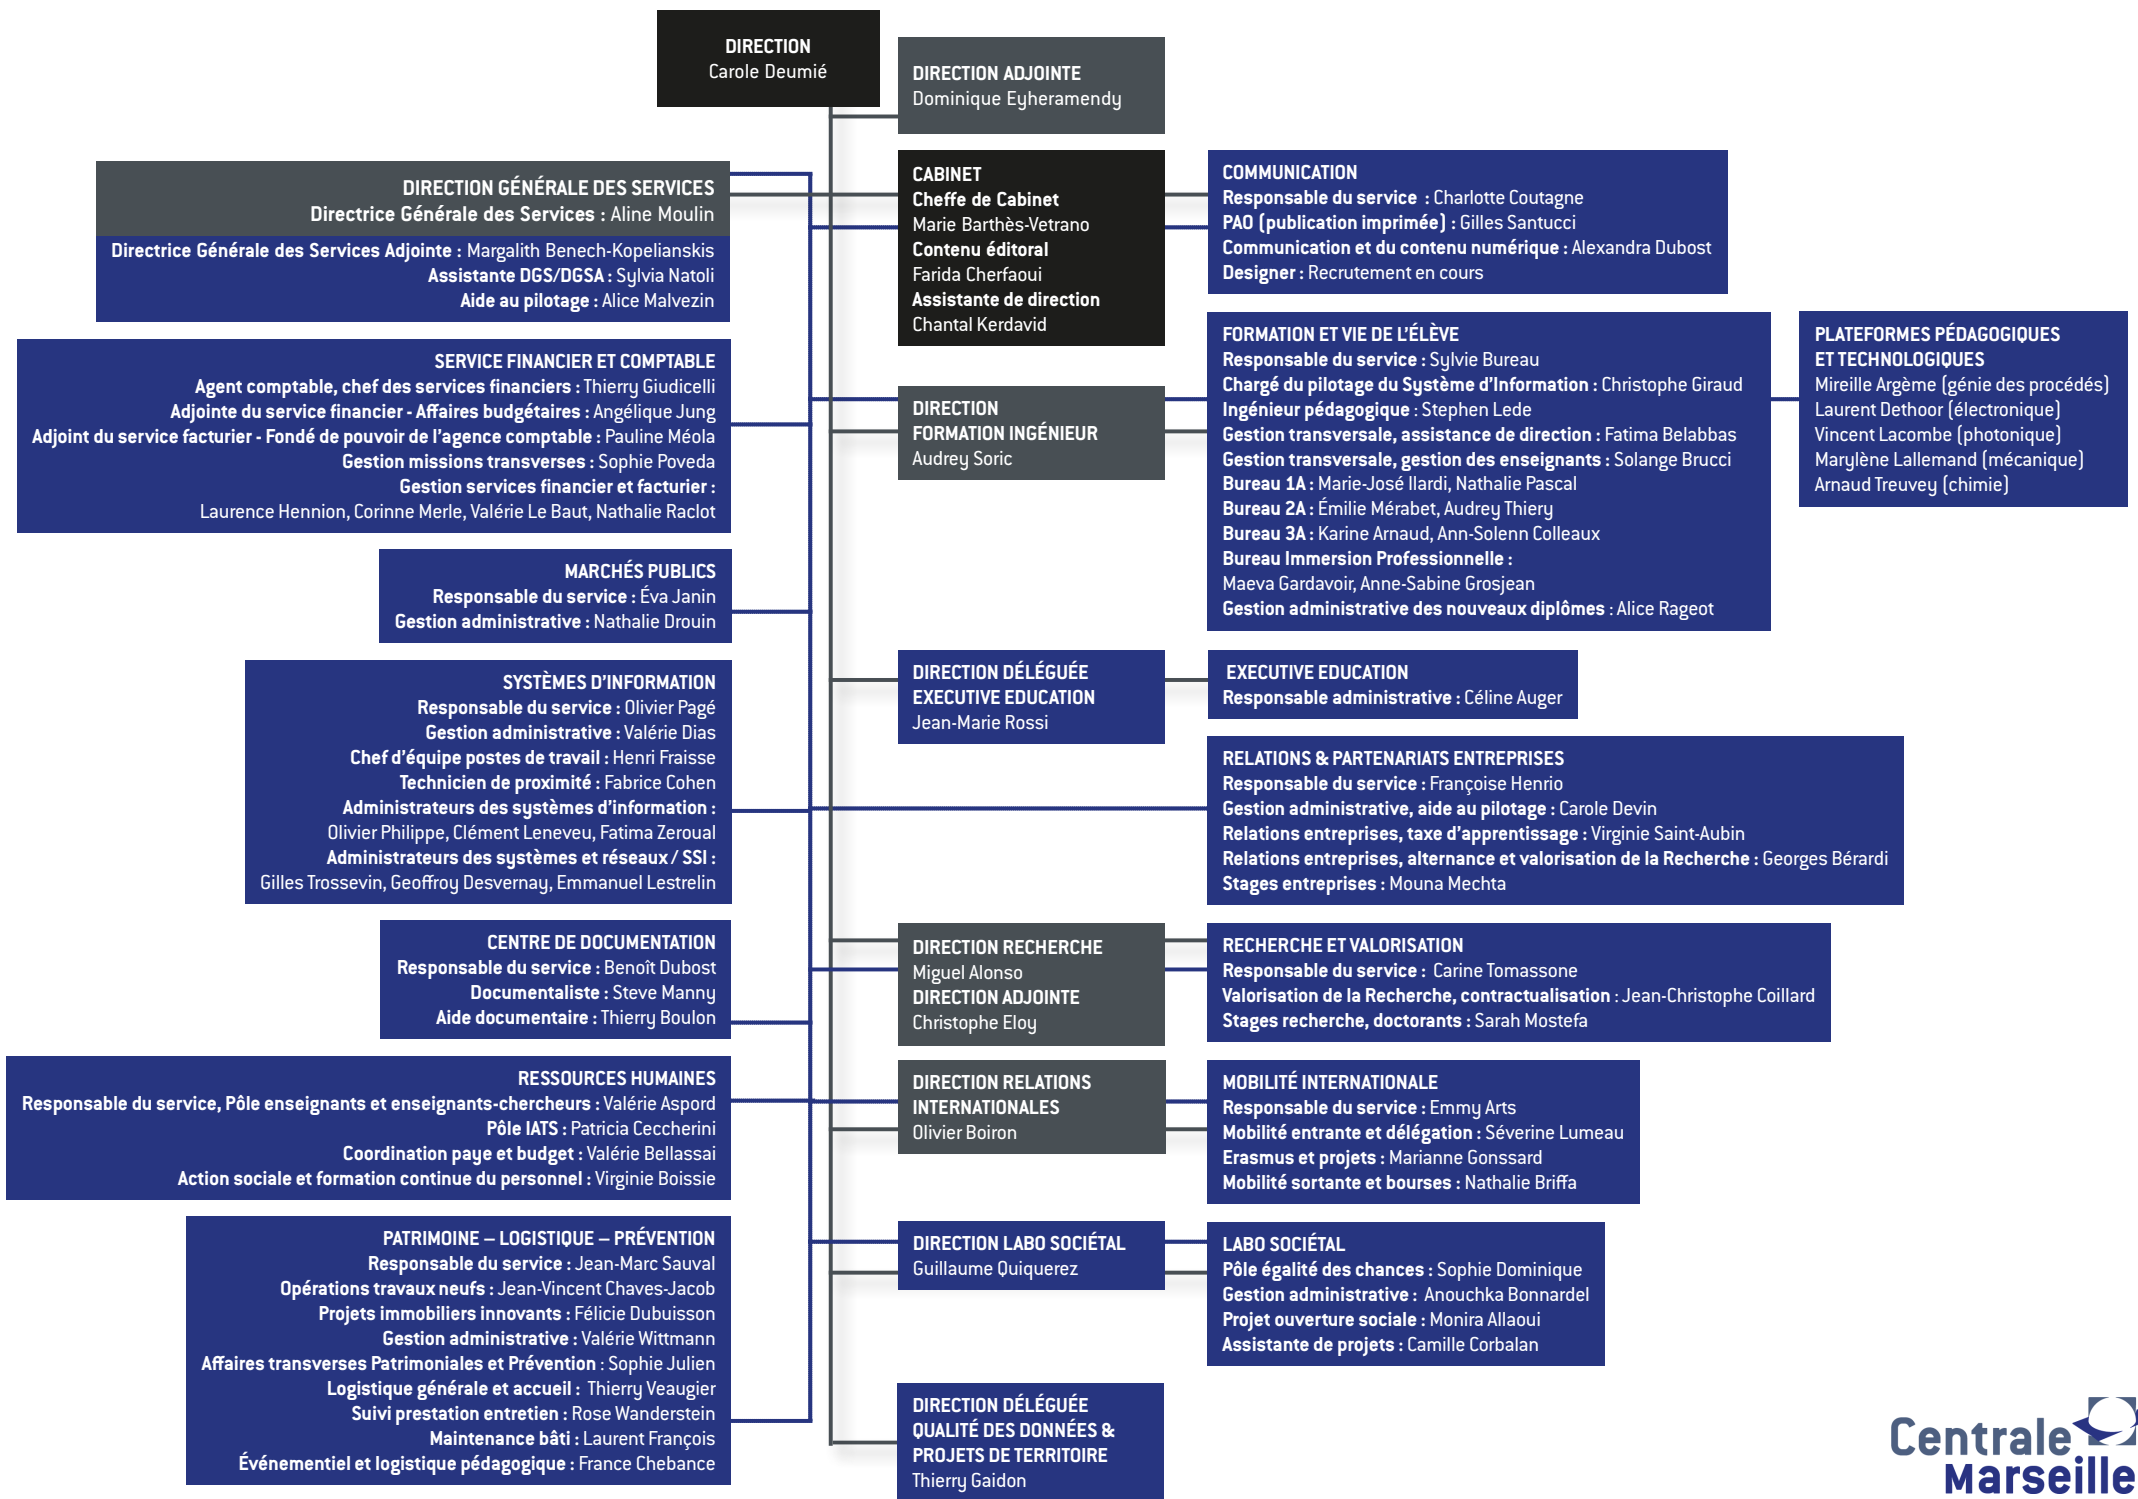 DIRECTION
Carole Deumié
DIRECTION ADJOINTE
Dominique Eyheramendy
DIRECTION GÉNÉRALE DES SERVICES
Directrice Générale des Services : Aline Moulin
Directrice Générale des Services Adjointe : Margalith Benech-Kopelianskis
Assistante DGS/DGSA : Sylvia Natoli
Aide au pilotage : Alice Malvezin
CABINET
Cheffe de Cabinet
Marie Barthès-Vetrano
Contenu éditoral
Farida Cherfaoui
Assistante de direction
Chantal Kerdavid
COMMUNICATION
Responsable du service : Charlotte Coutagne
PAO (publication imprimée) : Gilles Santucci
Communication et du contenu numérique : Alexandra Dubost
Designer : Recrutement en cours
SERVICE FINANCIER ET COMPTABLE
Agent comptable, chef des services financiers : Thierry Giudicelli
Adjointe du service financier - Affaires budgétaires : Angélique Jung
Adjoint du service facturier - Fondé de pouvoir de l'agence comptable : Pauline Méola
Gestion missions transverses : Sophie Poveda
Gestion services financier et facturier :
Laurence Hennion, Corinne Merle, Valérie Le Baut, Nathalie Raclot
DIRECTION
FORMATION INGÉNIEUR
Audrey Soric
FORMATION ET VIE DE L'ÉLÈVE
Responsable du service : Sylvie Bureau
Chargé du pilotage du Système d'Information : Christophe Giraud
Ingénieur pédagogique : Stephen Lede
Gestion transversale, assistance de direction : Fatima Belabbas
Gestion transversale, gestion des enseignants : Solange Brucci
Bureau 1A : Marie-José Ilardi, Nathalie Pascal
Bureau 2A : Émilie Mérabet, Audrey Thiery
Bureau 3A : Karine Arnaud, Ann-Solenn Colleaux
Bureau Immersion Professionnelle :
Maeva Gardavoir, Anne-Sabine Grosjean
Gestion administrative des nouveaux diplômes : Alice Rageot
PLATEFORMES PÉDAGOGIQUES
ET TECHNOLOGIQUES
Mireille Argème (génie des procédés)
Laurent Dethoor (électronique)
Vincent Lacombe (photonique)
Marylène Lallemand (mécanique)
Arnaud Treuvey (chimie)
MARCHÉS PUBLICS
Responsable du service : Éva Janin
Gestion administrative : Nathalie Drouin
SYSTÈMES D'INFORMATION
Responsable du service : Olivier Pagé
Gestion administrative : Valérie Dias
Chef d'équipe postes de travail : Henri Fraisse
Technicien de proximité : Fabrice Cohen
Administrateurs des systèmes d'information :
Olivier Philippe, Clément Leneveu, Fatima Zeroual
Administrateurs des systèmes et réseaux / SSI :
Gilles Trossevin, Geoffroy Desvernay, Emmanuel Lestrelin
DIRECTION DÉLÉGUÉE
EXECUTIVE EDUCATION
Jean-Marie Rossi
EXECUTIVE EDUCATION
Responsable administrative : Céline Auger
RELATIONS & PARTENARIATS ENTREPRISES
Responsable du service : Françoise Henrio
Gestion administrative, aide au pilotage : Carole Devin
Relations entreprises, taxe d'apprentissage : Virginie Saint-Aubin
Relations entreprises, alternance et valorisation de la Recherche : Georges Bérardi
Stages entreprises : Mouna Mechta
CENTRE DE DOCUMENTATION
Responsable du service : Benoît Dubost
Documentaliste : Steve Manny
Aide documentaire : Thierry Boulon
DIRECTION RECHERCHE
Miguel Alonso
DIRECTION ADJOINTE
Christophe Eloy
RECHERCHE ET VALORISATION
Responsable du service : Carine Tomassone
Valorisation de la Recherche, contractualisation : Jean-Christophe Coillard
Stages recherche, doctorants : Sarah Mostefa
RESSOURCES HUMAINES
Responsable du service, Pôle enseignants et enseignants-chercheurs : Valérie Aspord
Pôle IATS : Patricia Ceccherini
Coordination paye et budget : Valérie Bellassai
Action sociale et formation continue du personnel : Virginie Boissie
DIRECTION RELATIONS
INTERNATIONALES
Olivier Boiron
MOBILITÉ INTERNATIONALE
Responsable du service : Emmy Arts
Mobilité entrante et délégation : Séverine Lumeau
Erasmus et projets : Marianne Gonssard
Mobilité sortante et bourses : Nathalie Briffa
PATRIMOINE – LOGISTIQUE – PRÉVENTION
Responsable du service : Jean-Marc Sauval
Opérations travaux neufs : Jean-Vincent Chaves-Jacob
Projets immobiliers innovants : Félicie Dubuisson
Gestion administrative : Valérie Wittmann
Affaires transverses Patrimoniales et Prévention : Sophie Julien
Logistique générale et accueil : Thierry Veaugier
Suivi prestation entretien : Rose Wanderstein
Maintenance bâti : Laurent François
Événementiel et logistique pédagogique : France Chebance
DIRECTION LABO SOCIÉTAL
Guillaume Quiquerez
LABO SOCIÉTAL
Pôle égalité des chances : Sophie Dominique
Gestion administrative : Anouchka Bonnardel
Projet ouverture sociale : Monira Allaoui
Assistante de projets : Camille Corbalan
DIRECTION DÉLÉGUÉE
QUALITÉ DES DONNÉES &
PROJETS DE TERRITOIRE
Thierry Gaidon
Centrale
Marseille